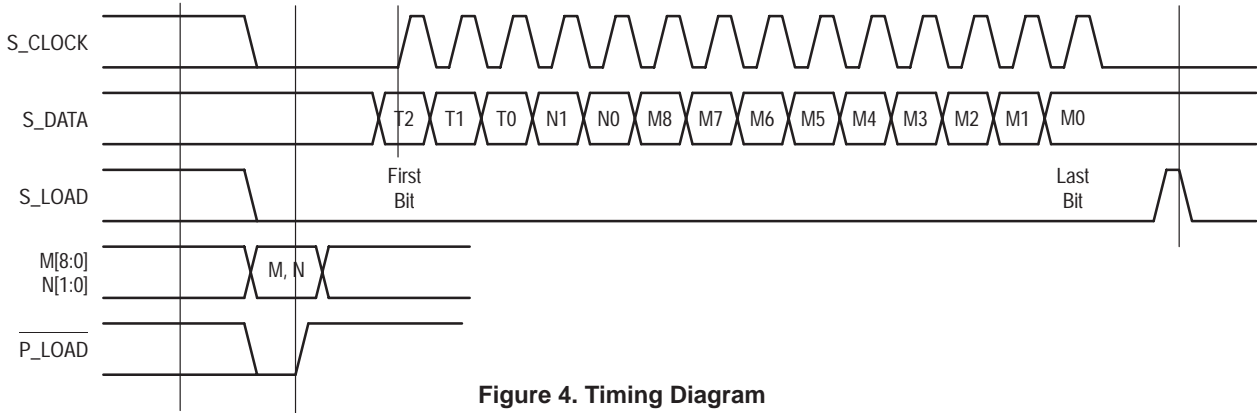 S_CLOCK
S_DATA
T2 T1 T0 N1 N0 M8 M7 M6 M5 M4 M3 M2 M1 M0
First
Bit
Last
Bit
S_LOAD
M[8:0]
N[1:0]
M, N
P_LOAD
Figure 4. Timing Diagram